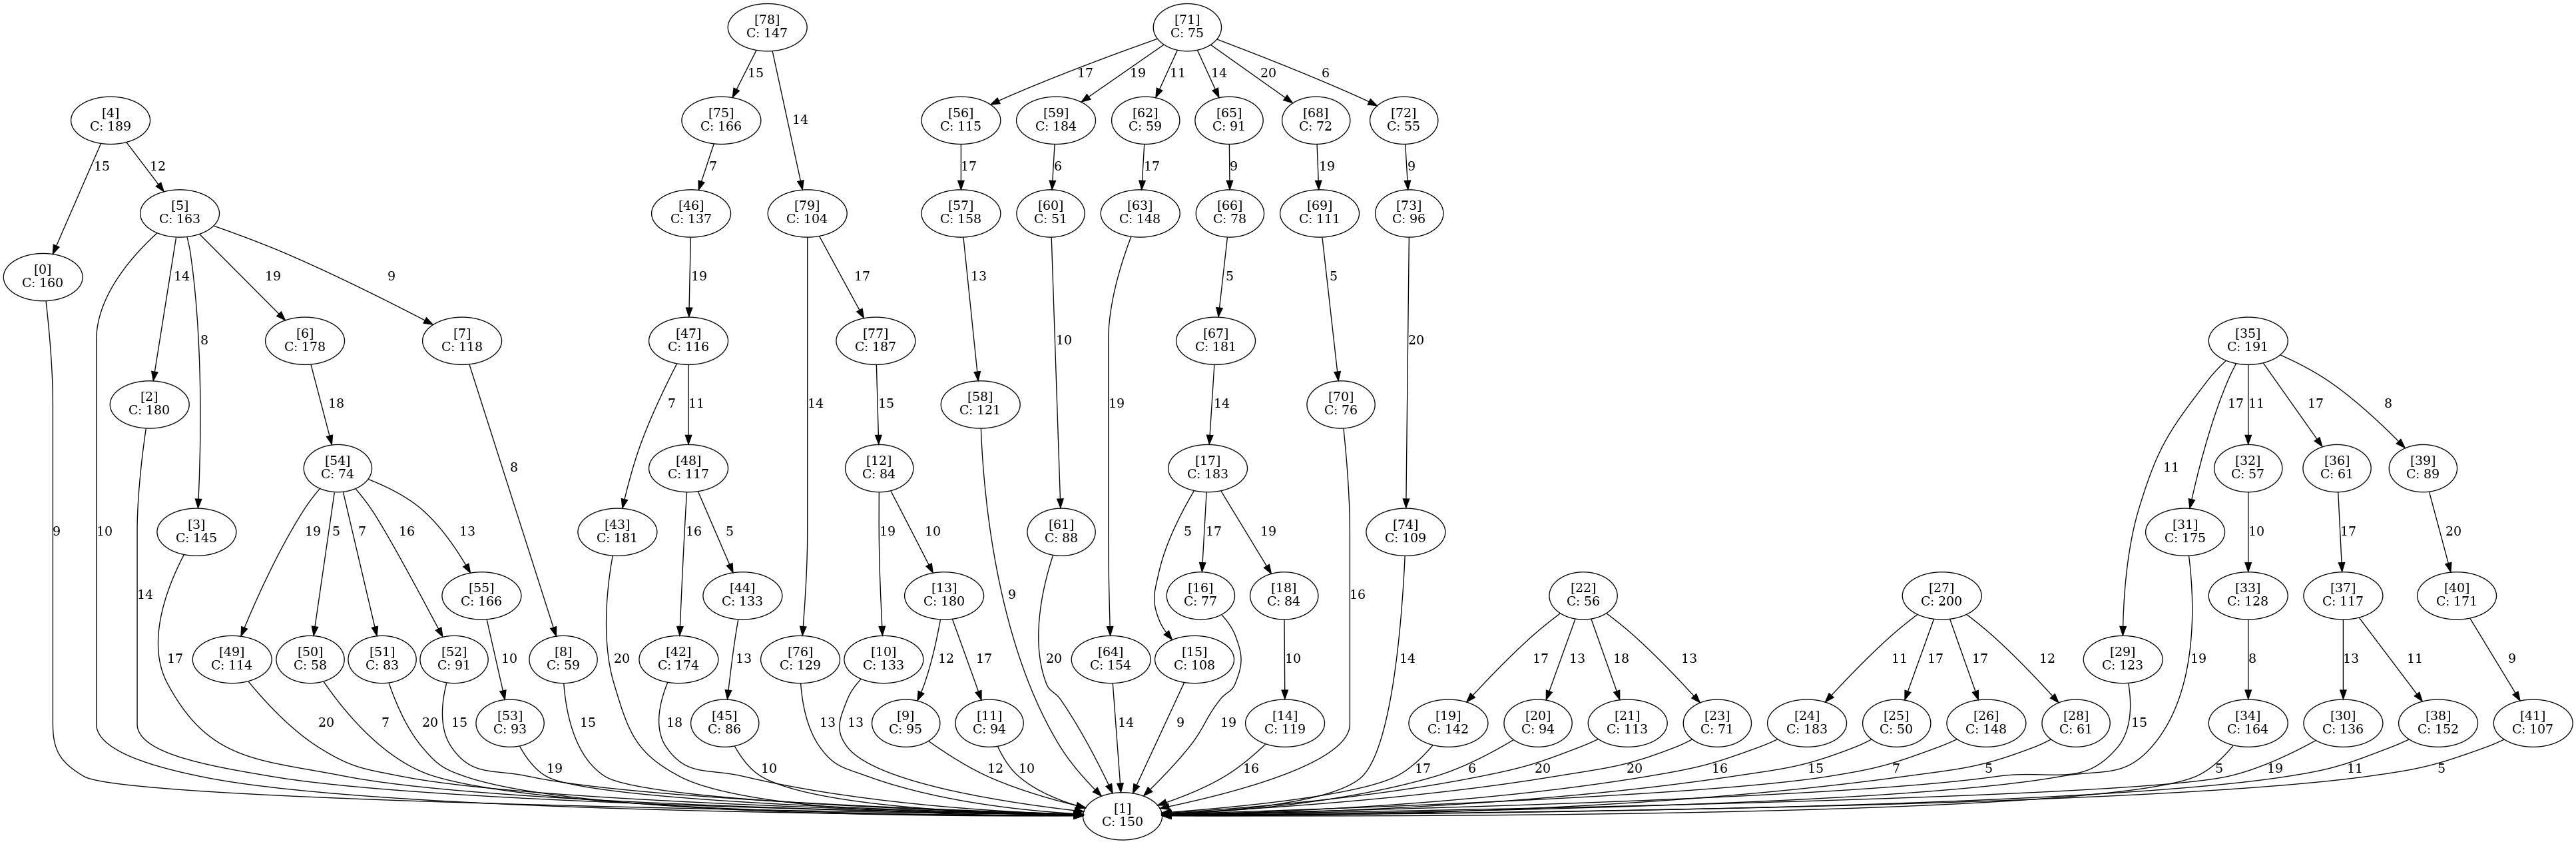 [78]
C: 147
[71]
C: 75
15
14
17
19
11
14
20
6
[4]
C: 189
[75]
C: 166
[56]
C: 115
[59]
C: 184
[62]
C: 59
[65]
C: 91
[68]
C: 72
[72]
C: 55
15
12
7
17
6
17
9
19
9
[5]
C: 163
[46]
C: 137
[79]
C: 104
[57]
C: 158
[60]
C: 51
[63]
C: 148
[66]
C: 78
[69]
C: 111
[73]
C: 96
[0]
C: 160
14
19
9
19
17
13
5
5
10
8
[6]
C: 178
[7]
C: 118
[47]
C: 116
[77]
C: 187
10
[67]
C: 181
20
[35]
C: 191
[2]
C: 180
18
7
11
14
15
[58]
C: 121
19
14
[70]
C: 76
17
11
17
8
[54]
C: 74
8
[48]
C: 117
[12]
C: 84
[17]
C: 183
11
[32]
C: 57
[36]
C: 61
[39]
C: 89
9
10
[3]
C: 145
19
5
7
16
13
[43]
C: 181
16
5
19
10
[61]
C: 88
5
17
19
[74]
C: 109
[31]
C: 175
10
17
20
14
[55]
C: 166
[44]
C: 133
[13]
C: 180
9
[16]
C: 77
[18]
C: 84
16
[22]
C: 56
[27]
C: 200
[33]
C: 128
[37]
C: 117
[40]
C: 171
17
[49]
C: 114
[50]
C: 58
[51]
C: 83
[52]
C: 91
10
[8]
C: 59
20
[42]
C: 174
13
[76]
C: 129
[10]
C: 133
12
17
20
[64]
C: 154
[15]
C: 108
10
14
17
13
18
13
11
17
17
12
[29]
C: 123
19
8
13
11
9
20
7
20
15
[53]
C: 93
15
18
[45]
C: 86
13
13
[9]
C: 95
[11]
C: 94
14
9
19
[14]
C: 119
[19]
C: 142
[20]
C: 94
[21]
C: 113
[23]
C: 71
[24]
C: 183
[25]
C: 50
[26]
C: 148
[28]
C: 61
15
[34]
C: 164
[30]
C: 136
[38]
C: 152
[41]
C: 107
19
10
12
10
16
17
6
20
20
16
15
7
5
5
19
11
5
[1]
C: 150